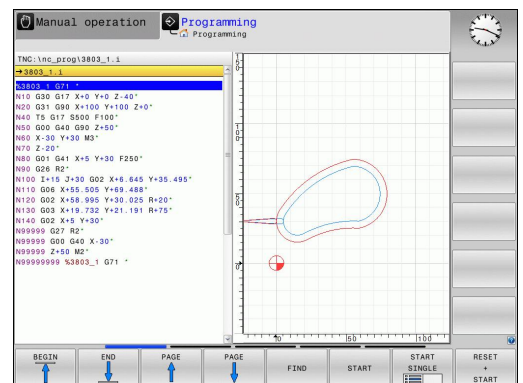 Manual operation
Programming
Programming
TNC:\nc_prog\3803_1.i
→3803_1.i
%3803_1 G71 *
N10 G30 G17 X+0 Y+0 Z-40*
N20 G31 G90 X+100 Y+100 Z+0*
N40 T5 G17 S500 F100*
N50 G00 G40 G90 Z+50*
N60 X-30 Y+30 M3*
N70 Z-20*
N80 G01 G41 X+5 Y+30 F250*
N90 G26 R2*
N100 I+15 J+30 G02 X+6.645 Y+35.495*
N110 G06 X+55.505 Y+69.488*
N120 G02 X+58.995 Y+30.025 R+20*
N130 G03 X+19.732 Y+21.191 R+75*
N140 G02 X+5 Y+30*
N99999 G27 R2*
N99999 G00 G40 X-30*
N99999 Z+50 M2*
N99999999 %3803_1 G71 *
150
100
50
0
0
50
100
BEGIN
END
PAGE
PAGE
FIND
START
START
SINGLE
RESET
+
START